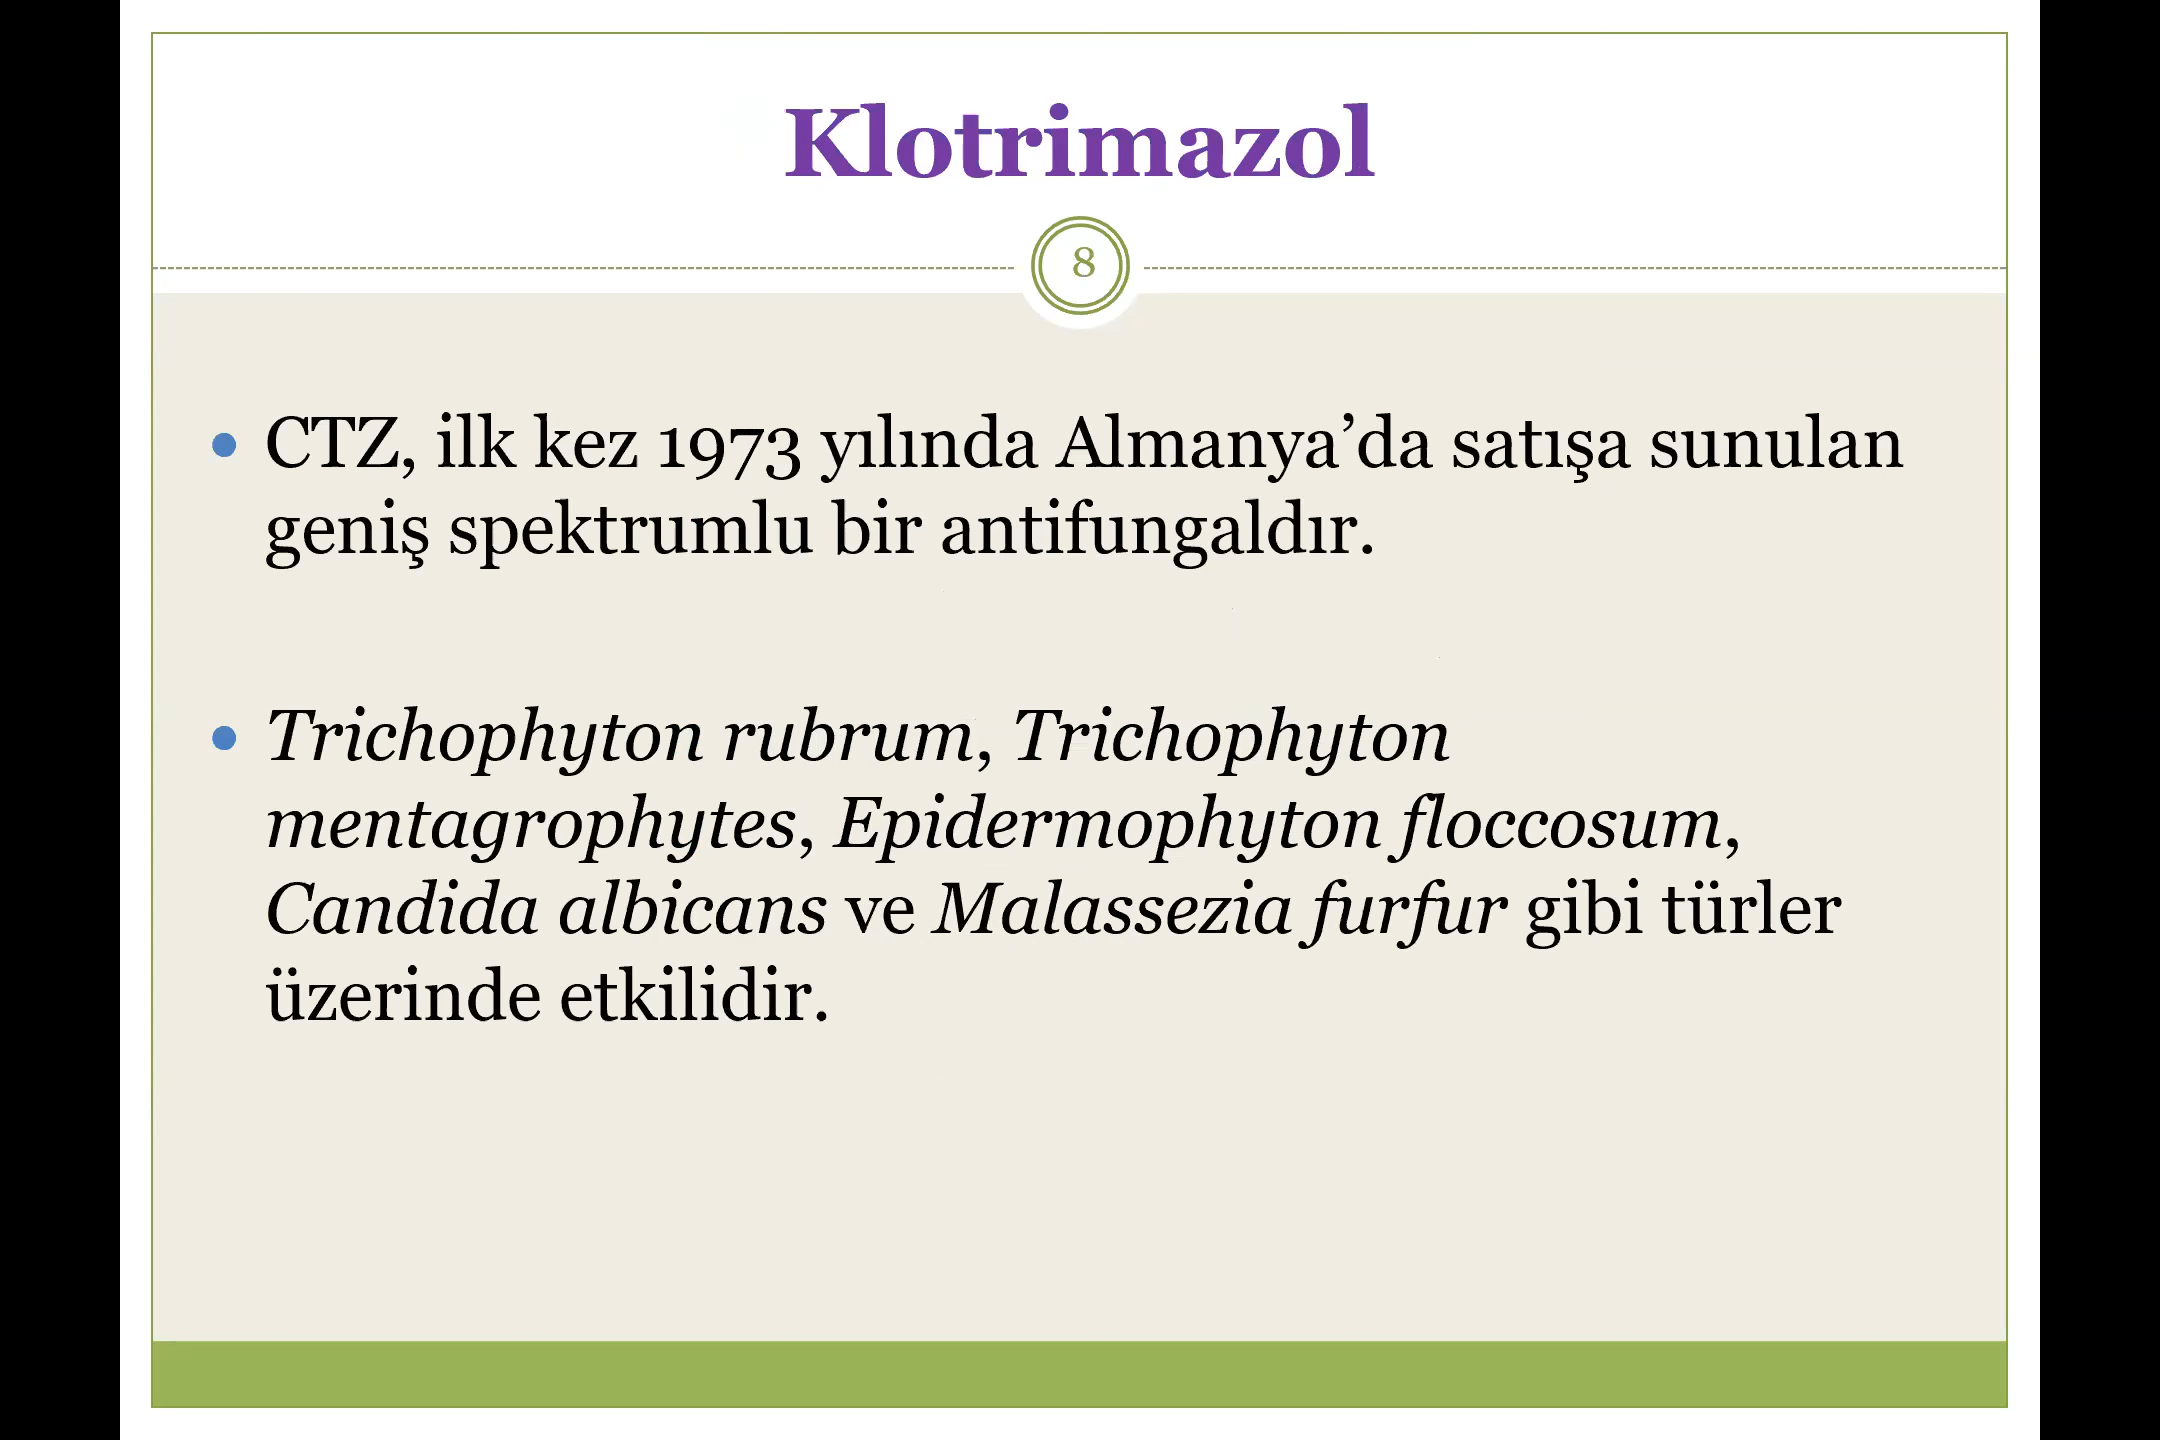 Klotrimazol
8
• CTZ, ilk kez 1973 yılında Almanya’da satışa sunulan
geniş spektrumlu bir antifungaldır.
• Trichophyton rubrum, Trichophyton
mentagrophytes, Epidermophyton floccosum,
Candida albicans ve Malassezia furfur gibi türler
üzerinde etkilidir.